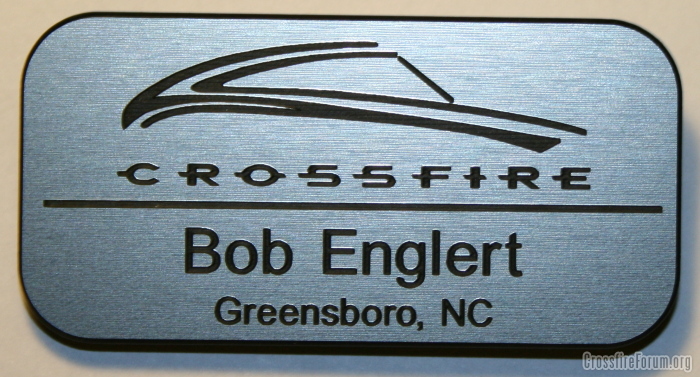 CROSSFIRE
Bob Englert
Greensboro, NC
CrossfireForum.org